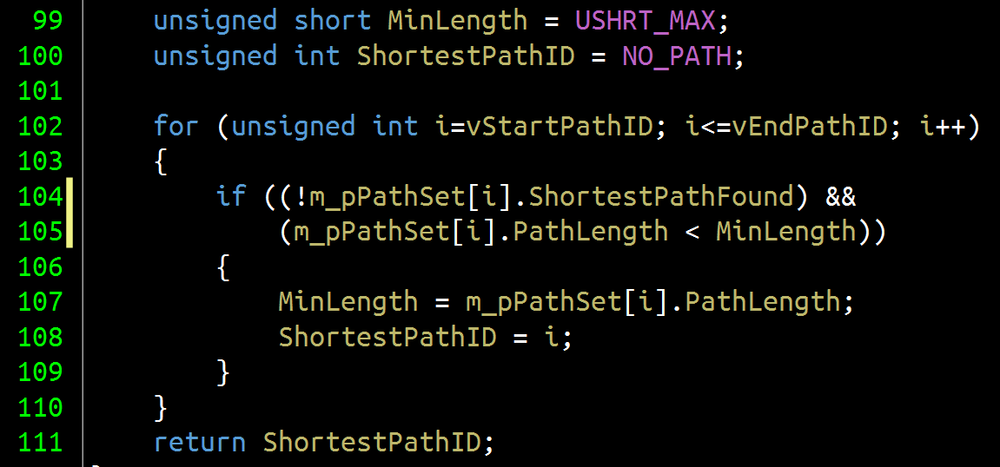 99 unsigned short MinLength = USHRT_MAX;
100 unsigned int ShortestPathID = NO_PATH;
101
102 for (unsigned int i=vStartPathID; i<=vEndPathID; i++)
103 {
104 if ((!m_pPathSet[i].ShortestPathFound) &&
105 (m_pPathSet[i].PathLength < MinLength))
106 {
107 MinLength = m_pPathSet[i].PathLength;
108 ShortestPathID = i;
109 }
110 }
111 return ShortestPathID;